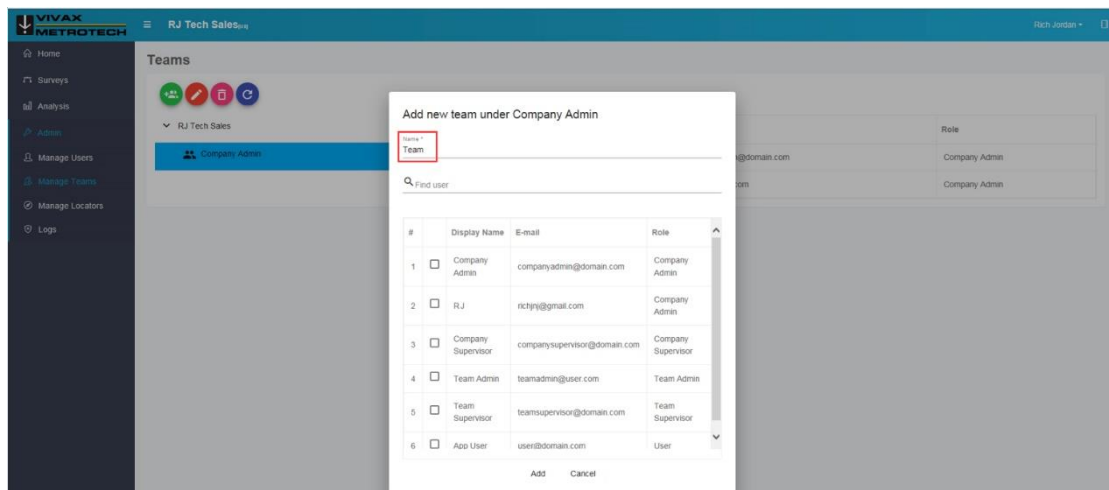 VIVAX
METROTECH
RJ Tech Sales
Rich Jordan
Home
Surveys
Analysis
Admin
Manage Users
Manage Teams
Manage Locators
Logs
Teams
RJ Tech Sales
Company Admin
Role
@domain.com Company Admin
com Company Admin
Add new team under Company Admin
Name *
Team
Find user
# Display Name E-mail Role
1 Company Admin companyadmin@domain.com Company Admin
2 RJ richjnj@gmail.com Company Admin
3 Company Supervisor companysupervisor@domain.com Company Supervisor
4 Team Admin teamadmin@user.com Team Admin
5 Team Supervisor teamsupervisor@domain.com Team Supervisor
6 App User user@domain.com User
Add Cancel